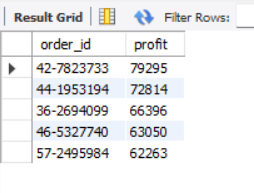 Result Grid Filter Rows:
order_id profit
42-7823733 79295
44-1953194 72814
36-2694099 66396
46-5327740 63050
57-2495984 62263